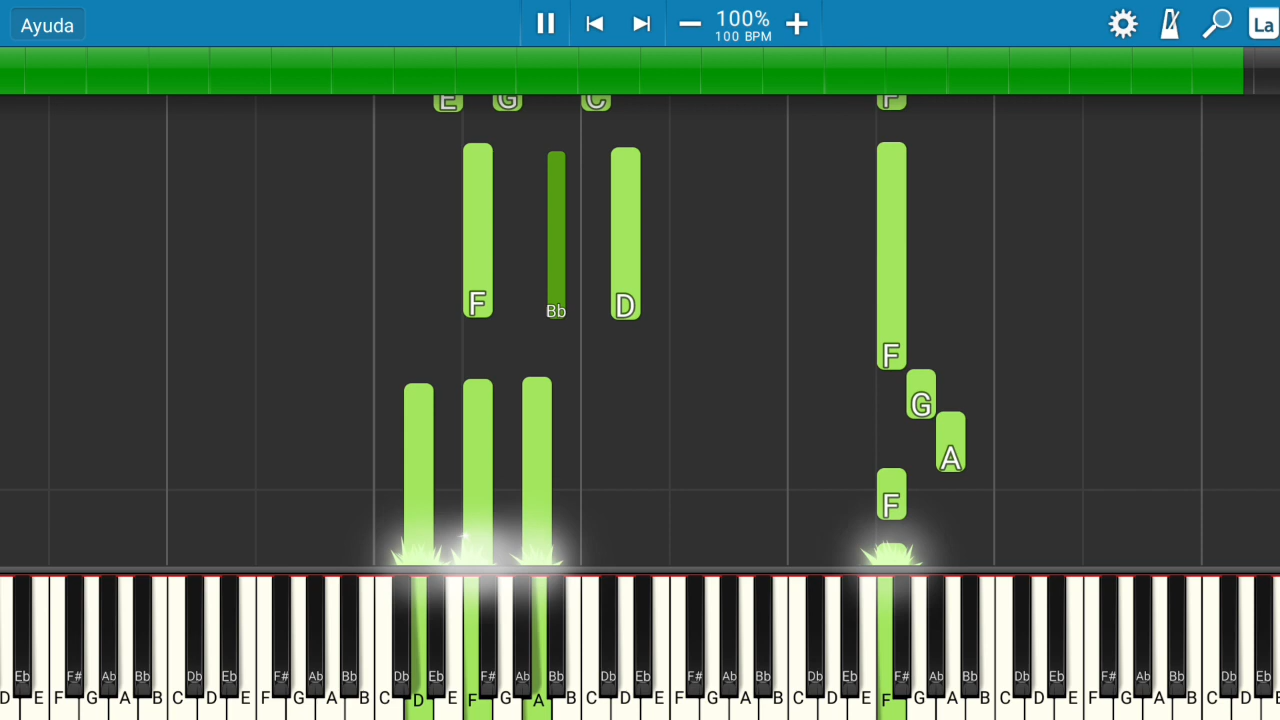 Ayuda
100%
100 BPM
La
E G C F
F Bb D
F
G
A
F
Eb F# Ab Bb Db Eb F# Ab Bb Db Eb F# Ab Bb Db Eb F# Ab Bb Db Eb F# Ab Bb Db Eb F# Ab Bb Db Eb
D E F G A B C D E F G A B C D E F G A B C D E F G A B C D E F G A B C D E F G A B C D E